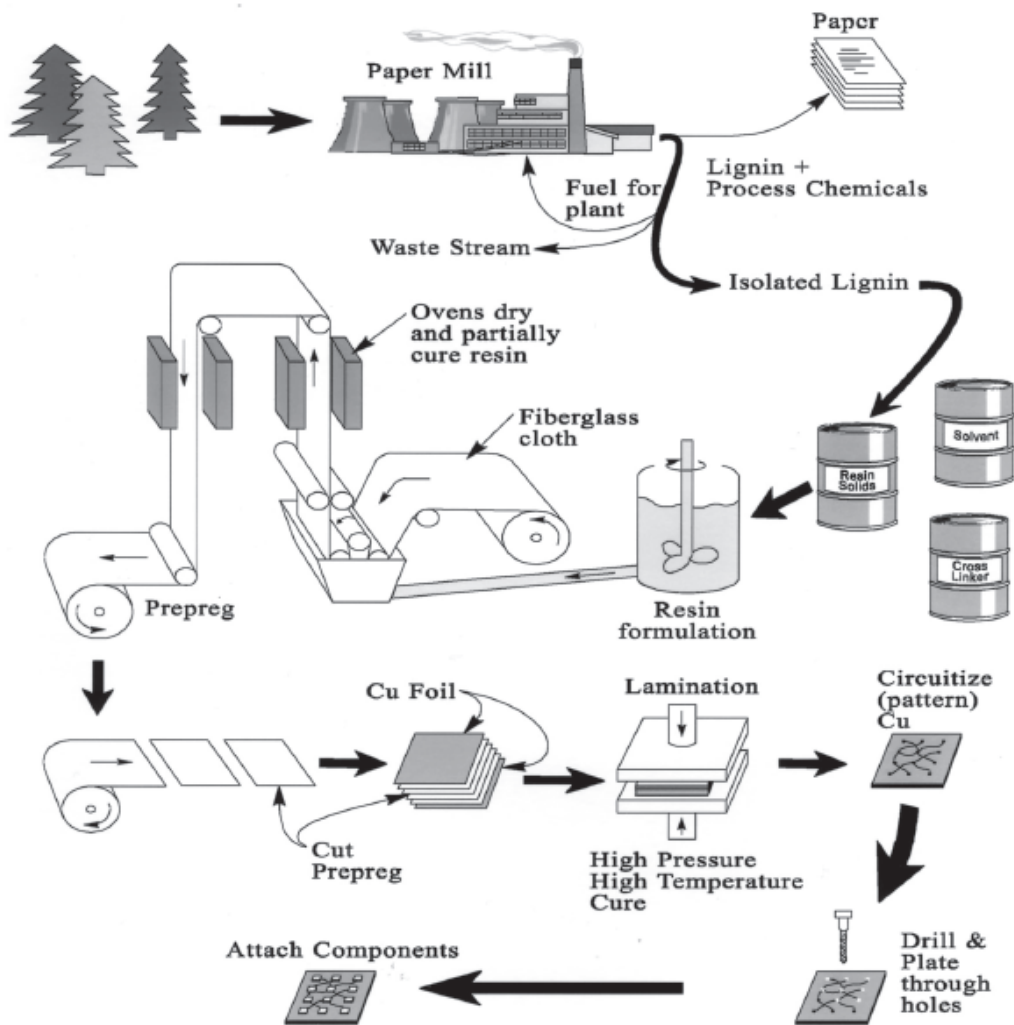 Paper
Paper Mill
Lignin +
Process Chemicals
Fuel for
plant
Waste Stream
Isolated Lignin
Ovens dry
and partially
cure resin
Fiberglass
cloth
Solvent
Resin
Solids
Cross
Linker
Prepreg
Resin
formulation
Cu Foil
Lamination
Circuitize
(pattern)
Cu
Cut
Prepreg
High Pressure
High Temperature
Cure
Attach Components
Drill &
Plate
through
holes